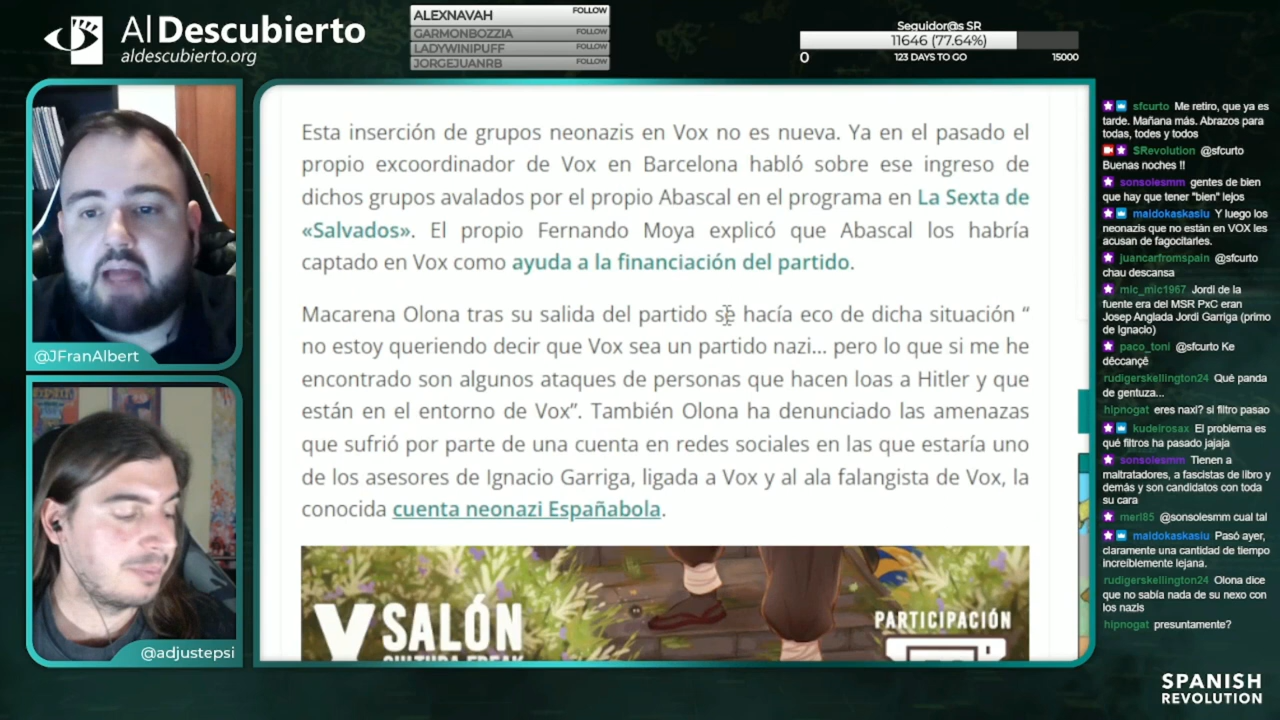 Al Descubierto
aldescubierto.org
ALEXNAVAH FOLLOW
GARMONBOZZIA FOLLOW
LADYWINIPUFF FOLLOW
JORGEJUANRB FOLLOW
Seguidor@s SR
11646 (77.64%)
0 123 DAYS TO GO 15000
@JFranAlbert
@adjustepsi
Esta inserción de grupos neonazis en Vox no es nueva. Ya en el pasado el
propio excordinador de Vox en Barcelona habló sobre ese ingreso de
dichos grupos avalados por el propio Abascal en el programa en La Sexta de
«Salvados». El propio Fernando Moya explicó que Abascal los habría
captado en Vox como ayuda a la financiación del partido.
Macarena Olona tras su salida del partido se hacía eco de dicha situación “
no estoy queriendo decir que Vox sea un partido nazi... pero lo que si me he
encontrado son algunos ataques de personas que hacen loas a Hitler y que
están en el entorno de Vox”. También Olona ha denunciado las amenazas
que sufrió por parte de una cuenta en redes sociales en las que estaría uno
de los asesores de Ignacio Garriga, ligada a Vox y al ala falangista de Vox, la
conocida cuenta neonazi Españabola.
V SALÓN
CULTURA FREAK
PARTICIPACIÓN
sfcurto Me retiro, que ya es
tarde. Mañana más. Abrazos para
todas, todes y todos
SRevolution @sfcurto
Buenas noches !!
sonsolesmm gentes de bien
que hay que tener "bien" lejos
maldokaskasiu Y luego los
neonazis que no están en VOX les
acusan de fagocitarles.
juancarfromspain @sfcurto
chau descansa
mic_mic1967 Jordi de la
fuente era del MSR PxC eran
Josep Anglada Jordi Garriga (primo
de Ignacio)
paco_toni @sfcurto Ke
dêccançê
rudigerskellington24 Qué panda
de gentuza...
hipnogat eres naxi? si filtro pasao
kudeirosax El problema es
qué filtros ha pasado jajaja
sonsolesmm Tienen a
maltratadores, a fascistas de libro y
demás y son candidatos con toda
su cara
merl85 @sonsolesmm cual tal
maldokaskasiu Pasó ayer,
claramente una cantidad de tiempo
increíblemente lejana.
rudigerskellington24 Olona dice
que no sabía nada de su nexo con
los nazis
hipnogat presuntamente?
SPANISH
REVOLUTION